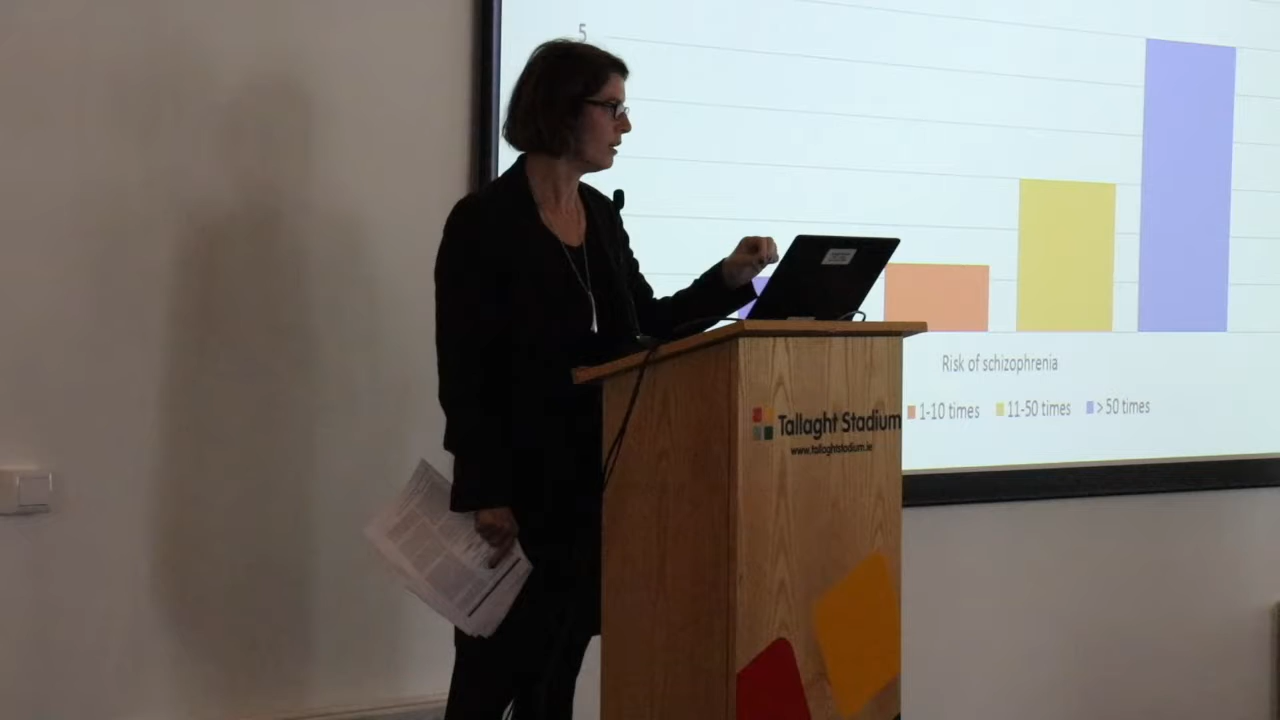 5
Risk of schizophrenia
1-10 times
11-50 times
> 50 times
Tallaght Stadium
www.tallaghtstadium.ie